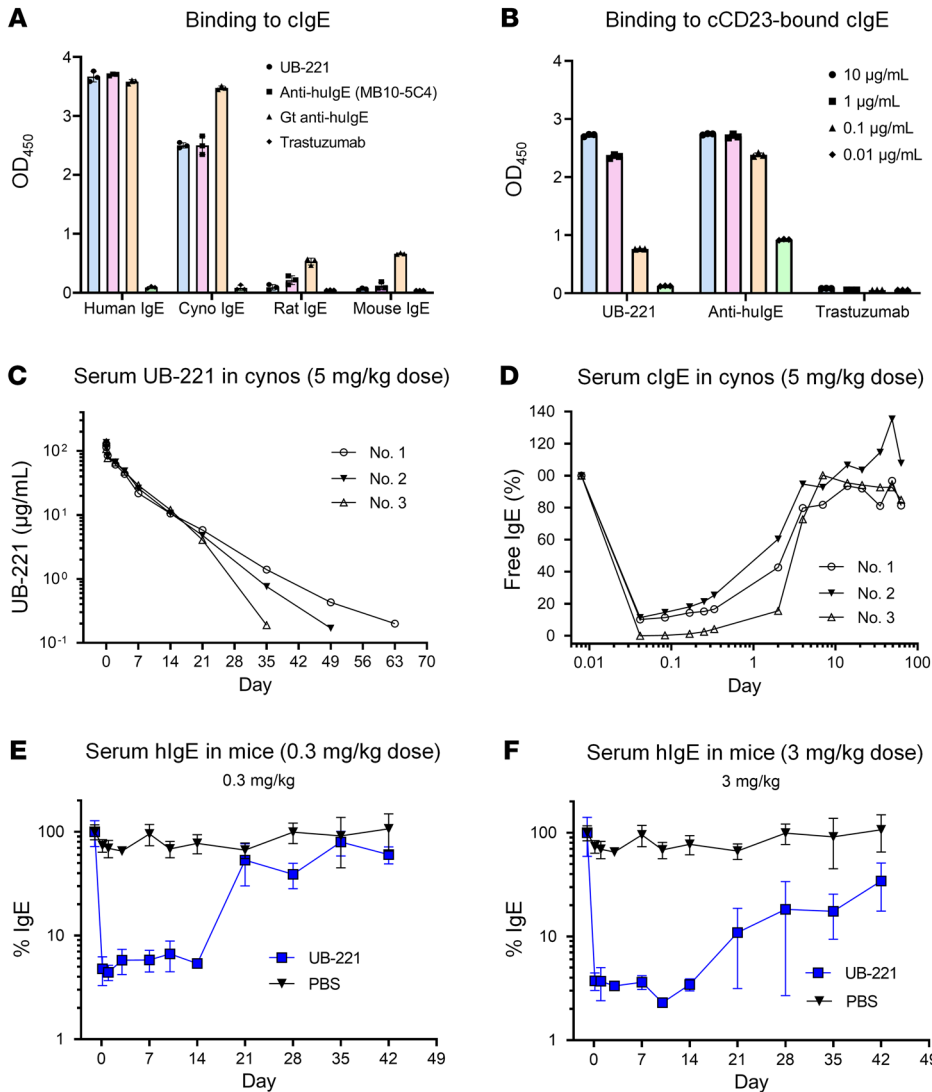 A Binding to cIgE
4
3
2
1
0
OD450
UB-221
Anti-huIgE (MB10-5C4)
Gt anti-huIgE
Trastuzumab
Human IgE Cyno IgE Rat IgE Mouse IgE
B Binding to cCD23-bound cIgE
4
3
2
1
0
OD450
10 µg/mL
1 µg/mL
0.1 µg/mL
0.01 µg/mL
UB-221 Anti-huIgE Trastuzumab
C Serum UB-221 in cynos (5 mg/kg dose)
10²
10¹
10⁰
10⁻¹
UB-221 (µg/mL)
No. 1
No. 2
No. 3
0 7 14 21 28 35 42 49 56 63 70
Day
D Serum cIgE in cynos (5 mg/kg dose)
140
120
00
80
60
40
20
0
Free IgE (%)
No. 1
No. 2
No. 3
0.01 0.1 1 10 100
Day
E Serum hIgE in mice (0.3 mg/kg dose)
0.3 mg/kg
100
10
1
% IgE
UB-221
PBS
0 7 14 21 28 35 42 49
Day
F Serum hIgE in mice (3 mg/kg dose)
3 mg/kg
100
10
1
% IgE
UB-221
PBS
0 7 14 21 28 35 42 49
Day